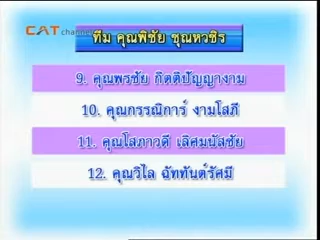 CAT channel
ทีม คุณพิชัย ชุณหวชิร
9. คุณพรชัย กิตติปัญญางาม
10. คุณกรรณิการ์ งามโสภี
11. คุณโสภาวดี เลิศมนัสชัย
12. คุณวิไล ฉัททันต์รัศมี